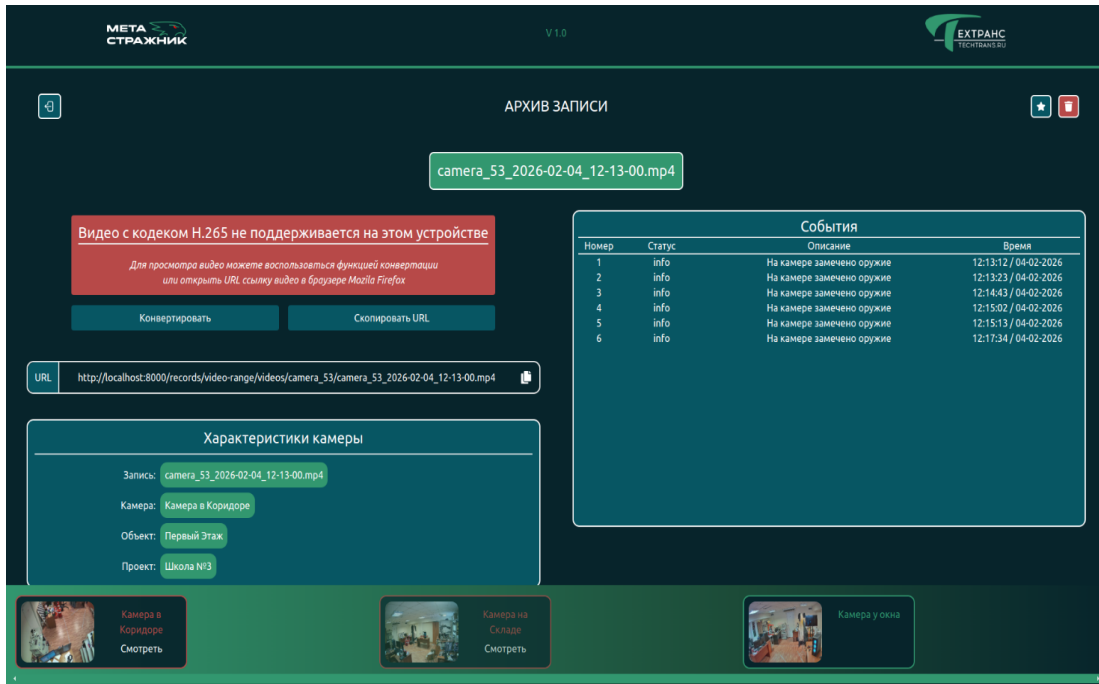 МЕТА
СТРАЖНИК
V 1.0
ЕХТРАНС
TECHTRANS.RU
АРХИВ ЗАПИСИ
camera_53_2026-02-04_12-13-00.mp4
Видео с кодеком H.265 не поддерживается на этом устройстве
Для просмотра видео можете воспользовться функцией конвертации
или открыть URL ссылку видео в браузере Mozila Firefox
Конвертировать
Скопировать URL
URL http://localhost:8000/records/video-range/videos/camera_53/camera_53_2026-02-04_12-13-00.mp4
Характеристики камеры
Запись: camera_53_2026-02-04_12-13-00.mp4
Камера: Камера в Коридоре
Объект: Первый Этаж
Проект: Школа №3
События
Номер Статус Описание Время
1 info На камере замечено оружие 12:13:12 / 04-02-2026
2 info На камере замечено оружие 12:13:23 / 04-02-2026
3 info На камере замечено оружие 12:14:43 / 04-02-2026
4 info На камере замечено оружие 12:15:02 / 04-02-2026
5 info На камере замечено оружие 12:15:13 / 04-02-2026
6 info На камере замечено оружие 12:17:34 / 04-02-2026
Камера в
Коридоре
Смотреть
Камера на
Складе
Смотреть
Камера у окна